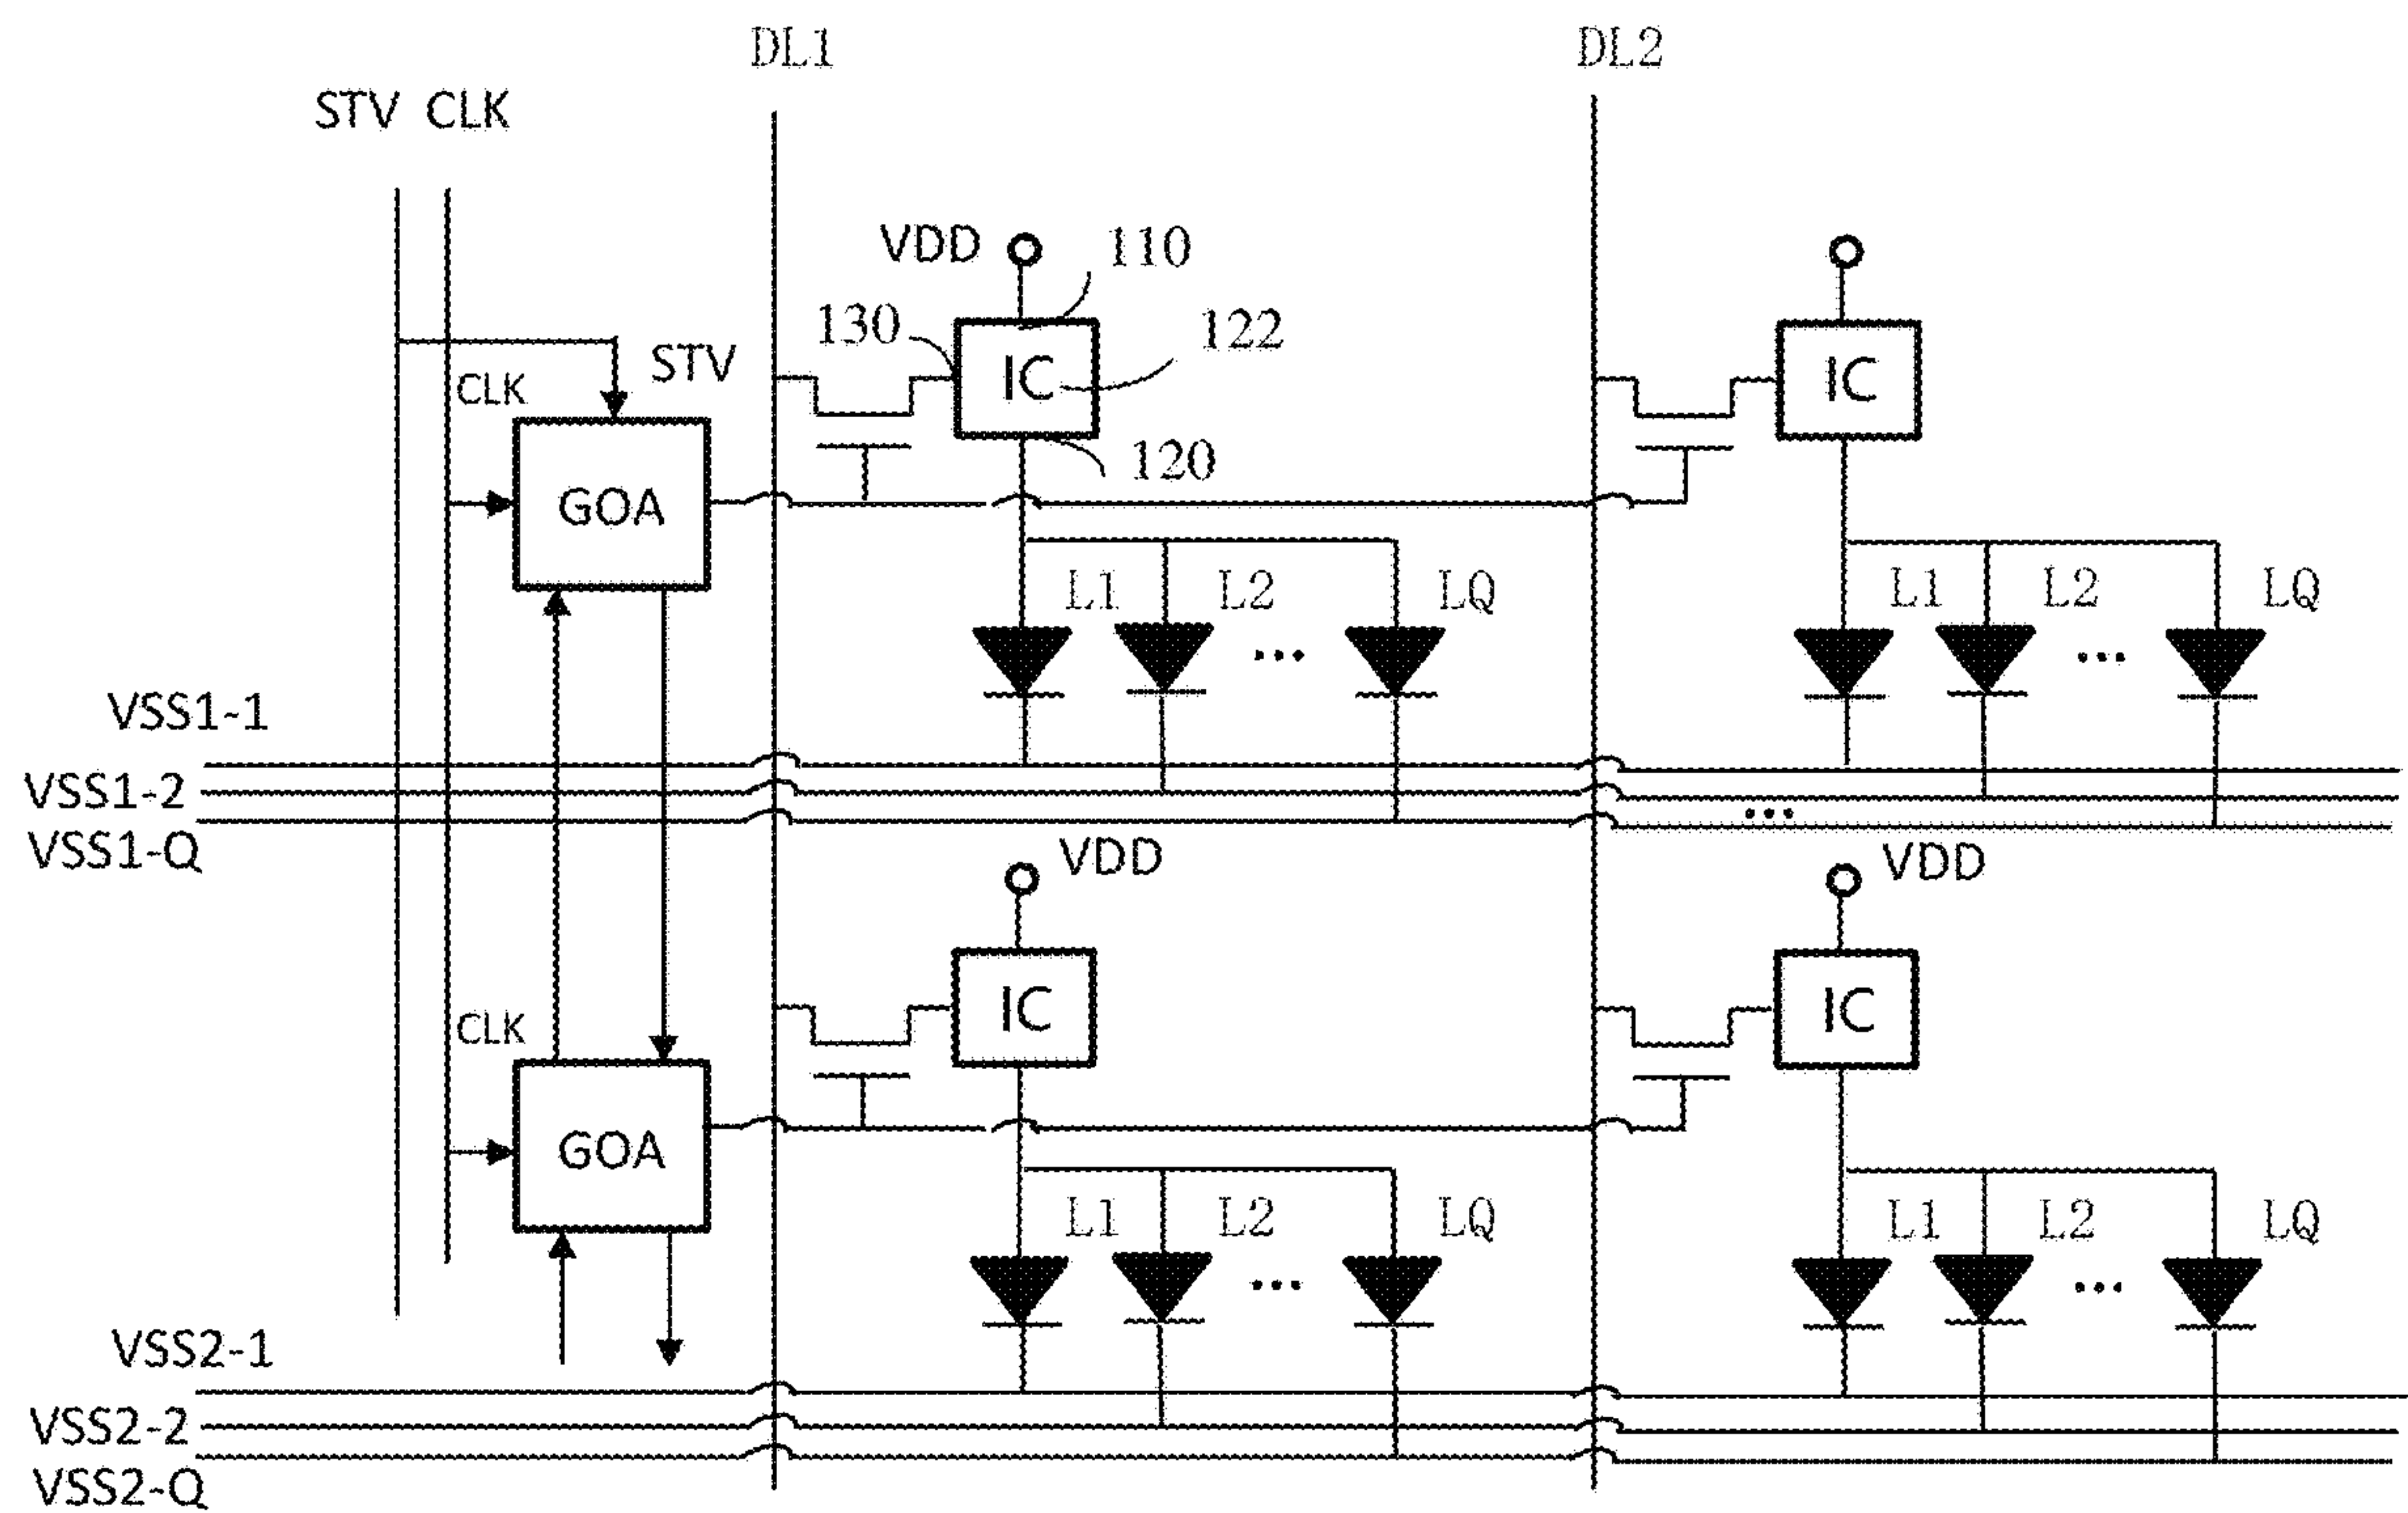 DL1 DL2
STV CLK
VDD 110
130 122
STV IC IC
CLK
120
GOA
L1 L2 LQ L1 L2 LQ
... ...
VSS1-1
VSS1-2
...
VSS1-Q VDD VDD
IC IC
CLK
GOA
L1 L2 LQ L1 L2 LQ
... ...
VSS2-1
VSS2-2
VSS2-Q